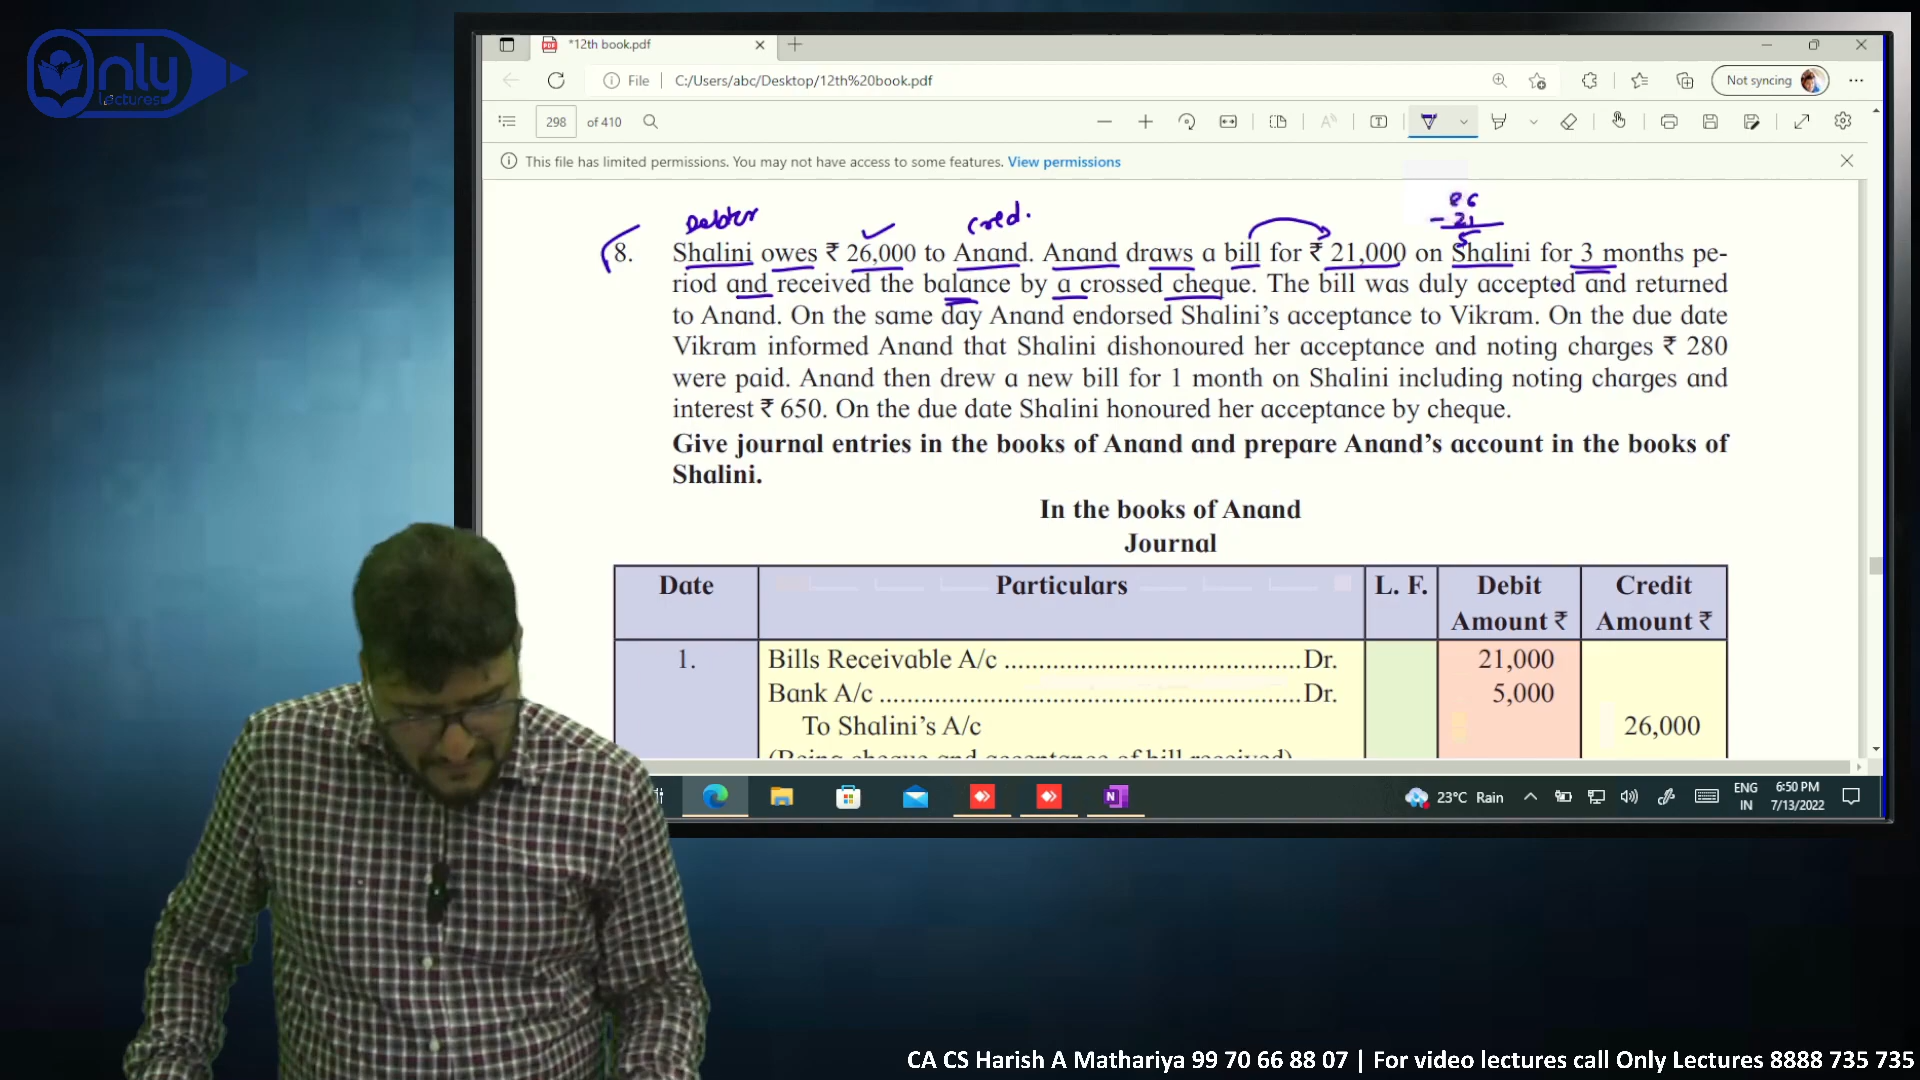 Only
Lectures
*12th book.pdf
File | C:/Users/abc/Desktop/12th%20book.pdf
Not syncing
298 of 410
This file has limited permissions. You may not have access to some features. View permissions
Debtor
cred.
26
- 21
5
8. Shalini owes ₹ 26,000 to Anand. Anand draws a bill for ₹ 21,000 on Shalini for 3 months pe-
riod and received the balance by a crossed cheque. The bill was duly accepted and returned
to Anand. On the same day Anand endorsed Shalini’s acceptance to Vikram. On the due date
Vikram informed Anand that Shalini dishonoured her acceptance and noting charges ₹ 280
were paid. Anand then drew a new bill for 1 month on Shalini including noting charges and
interest ₹ 650. On the due date Shalini honoured her acceptance by cheque.
Give journal entries in the books of Anand and prepare Anand’s account in the books of
Shalini.
In the books of Anand
Journal
Date Particulars L. F. Debit Amount ₹ Credit Amount ₹
1. Bills Receivable A/c ............................................Dr. 21,000
Bank A/c ..............................................................Dr. 5,000
To Shalini’s A/c 26,000
(Being cheque and acceptance of bill received)
23°C Rain
ENG
IN
6:50 PM
7/13/2022
CA CS Harish A Mathariya 99 70 66 88 07 | For video lectures call Only Lectures 8888 735 735